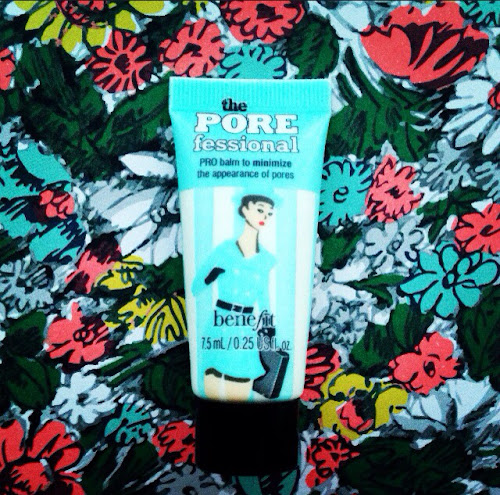 the
PORE
fessional
PRO balm to minimize
the appearance of pores
benefit
7.5 mL / 0.25 US fl. oz.